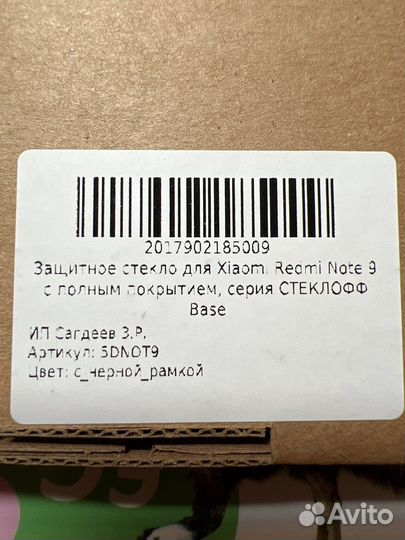 2017902185009
Защитное стекло для Xiaomi Redmi Note 9
с полным покрытием, серия СТЕКЛОФФ
Base
ИП Сагдеев З.Р.
Артикул: 5DNOT9
Цвет: с_черной_рамкой
Avito